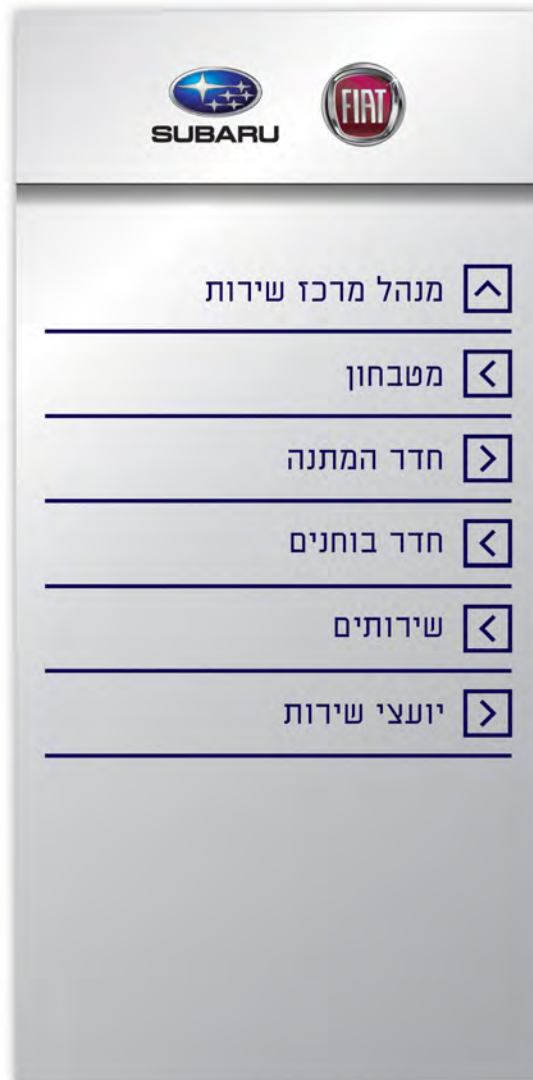 SUBARU
FIAT
מנהל מרכז שירות
מטבחון
חדר המתנה
חדר בוחנים
שירותים
יועצי שירות